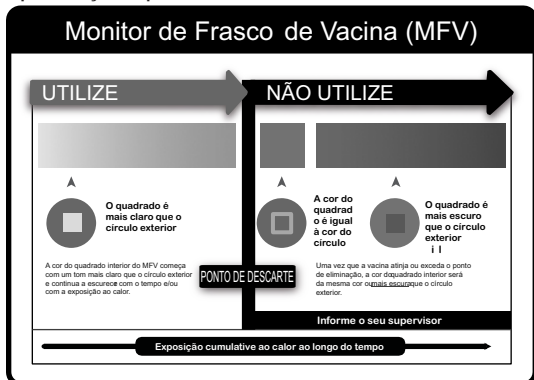 Monitor de Frasco de Vacina (MFV)
UTILIZE
NÃO UTILIZE
O quadrado é
mais claro que o
círculo exterior
A cor do quadrado interior do MFV começa
com um tom mais claro que o círculo exterior
e continua a escurecer com o tempo e/ou
com a exposição ao calor.
PONTO DE DESCARTE
A cor do
quadrad
o é igual
à cor do
círculo
O quadrado é
mais escuro
que o círculo
exterior
Uma vez que a vacina atinja ou exceda o ponto
de eliminação, a cor do quadrado interior será
da mesma cor ou mais escura que o círculo
exterior.
Informe o seu supervisor
Exposição cumulative ao calor ao longo do tempo